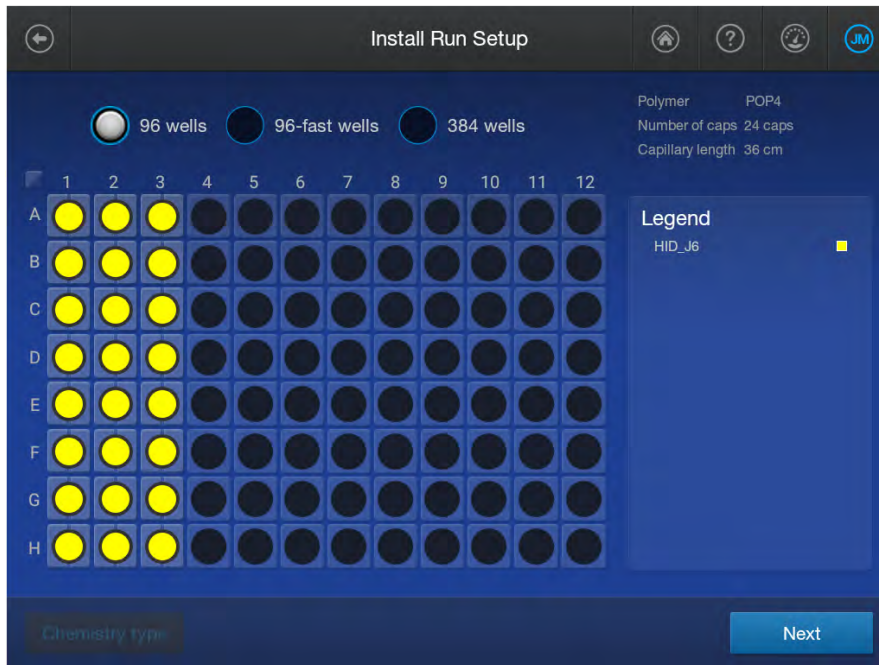 Install Run Setup
?
JM
96 wells
96-fast wells
384 wells
Polymer POP4
Number of caps 24 caps
Capillary length 36 cm
1 2 3 4 5 6 7 8 9 10 11 12
A
B
C
D
E
F
G
H
Legend
HID_J6
Chemistry type
Next